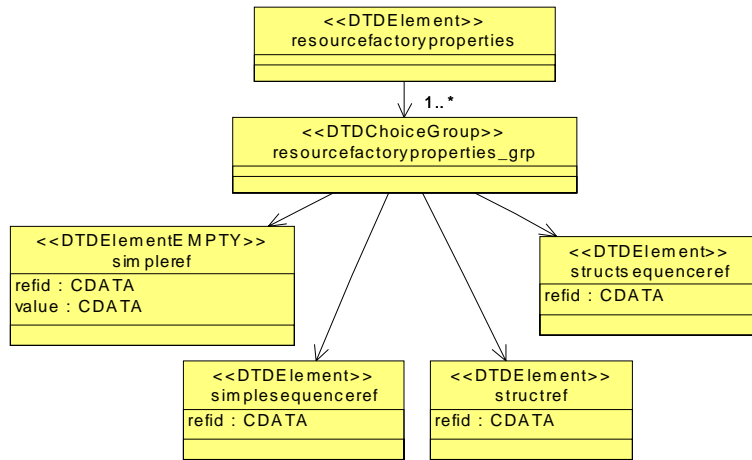 <<DTDElement>>
resourcefactoryproperties
1..*
<<DTDChoiceGroup>>
resourcefactoryproperties_grp
<<DTDElementEMPTY>>
simpleref
refid : CDATA
value : CDATA
<<DTDElement>>
structsequenceref
refid : CDATA
<<DTDElement>>
simplesequenceref
refid : CDATA
<<DTDElement>>
structref
refid : CDATA